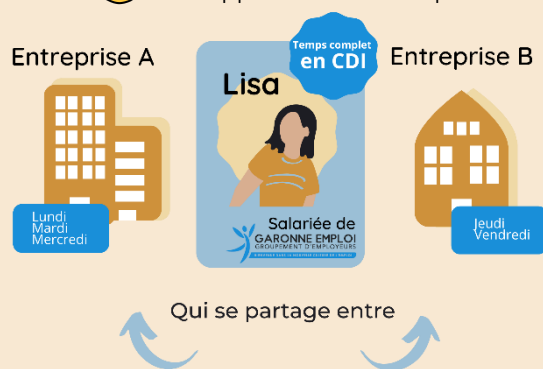 Entreprise A
Temps complet
en CDI
Entreprise B
Lisa
Lundi
Mardi
Mercredi
Salariée de
GARONNE EMPLOI
GROUPEMENT D'EMPLOYEURS
Jeudi
Vendredi
Qui se partage entre